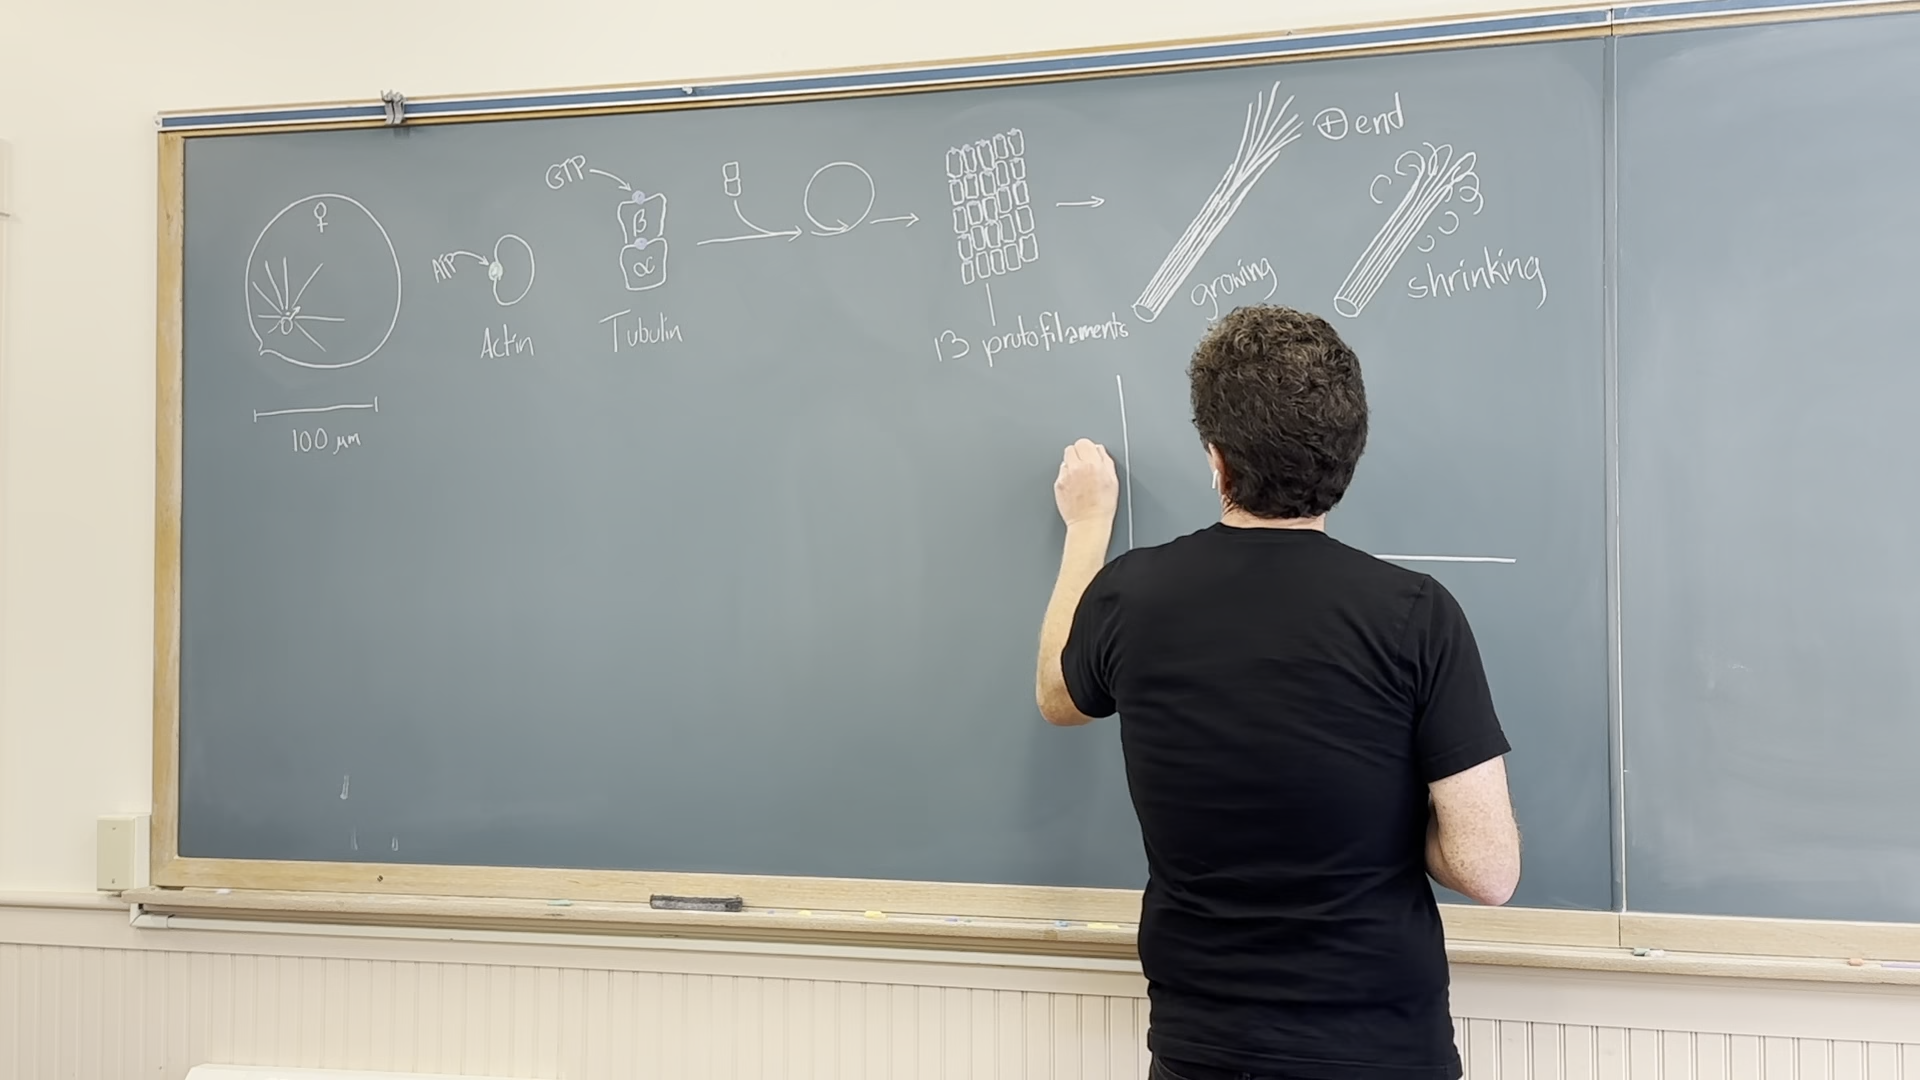 ♀
100 μm
ATP
Actin
GTP
β
α
Tubulin
13 protofilaments
⊕ end
growing
shrinking